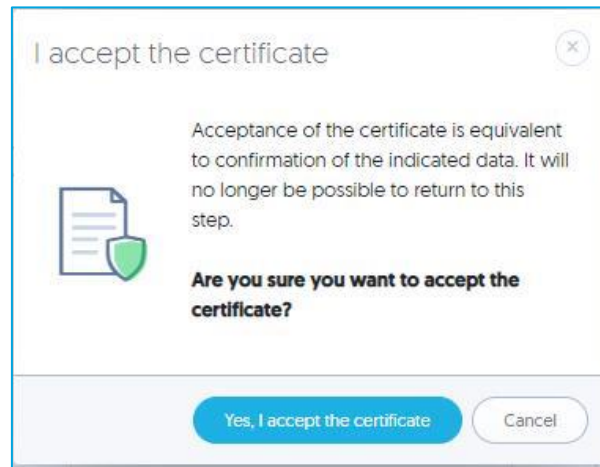 I accept the certificate
Acceptance of the certificate is equivalent
to confirmation of the indicated data. It will
no longer be possible to return to this
step.
Are you sure you want to accept the
certificate?
Yes, I accept the certificate
Cancel